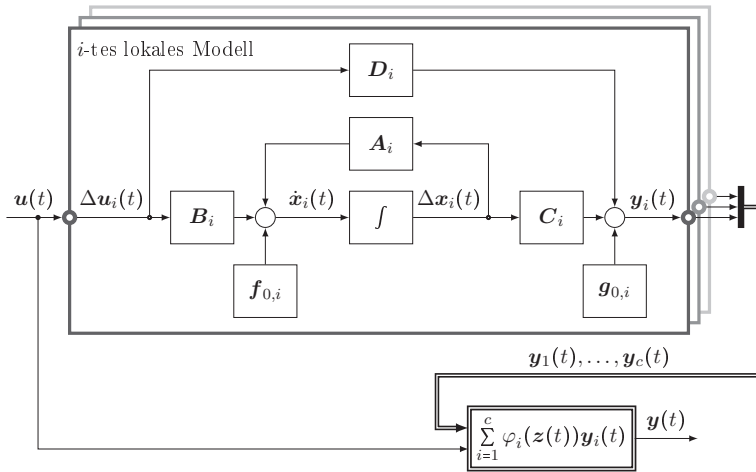 i-tes lokales Modell
D_i
A_i
u(t)
Δu_i(t)
B_i
ẋ_i(t)
∫
Δx_i(t)
C_i
y_i(t)
f_{0,i}
g_{0,i}
y_1(t), . . . , y_c(t)
∑_{i=1}^{c} φ_i(z(t))y_i(t)
y(t)